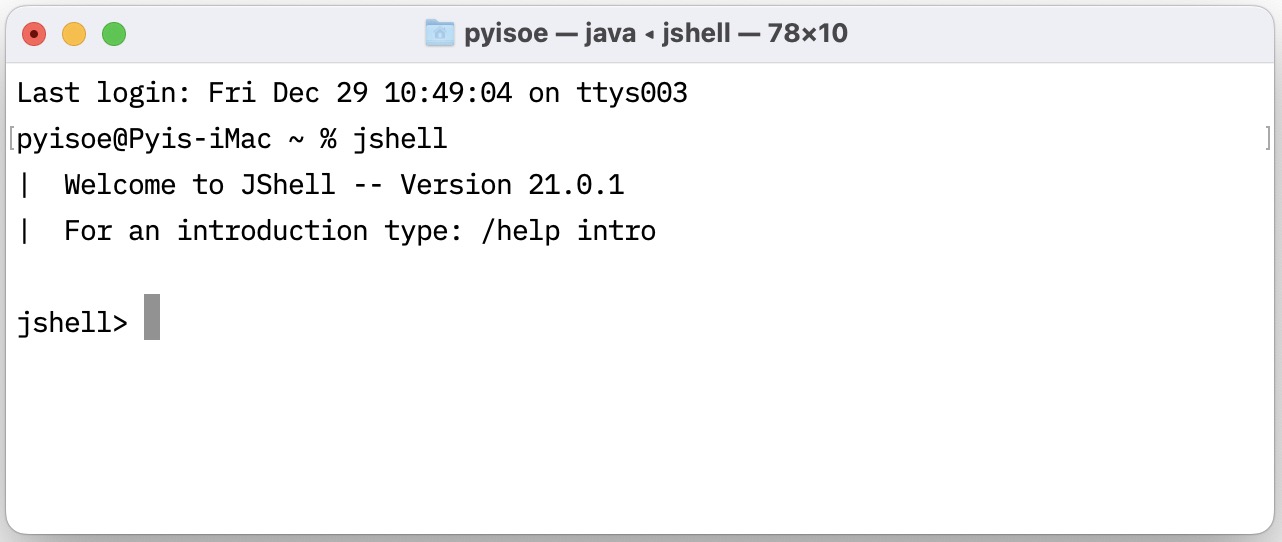 pyisoe — java ◂ jshell — 78×10
Last login: Fri Dec 29 10:49:04 on ttys003
[pyisoe@Pyis-iMac ~ % jshell ]
|  Welcome to JShell -- Version 21.0.1
|  For an introduction type: /help intro
jshell>